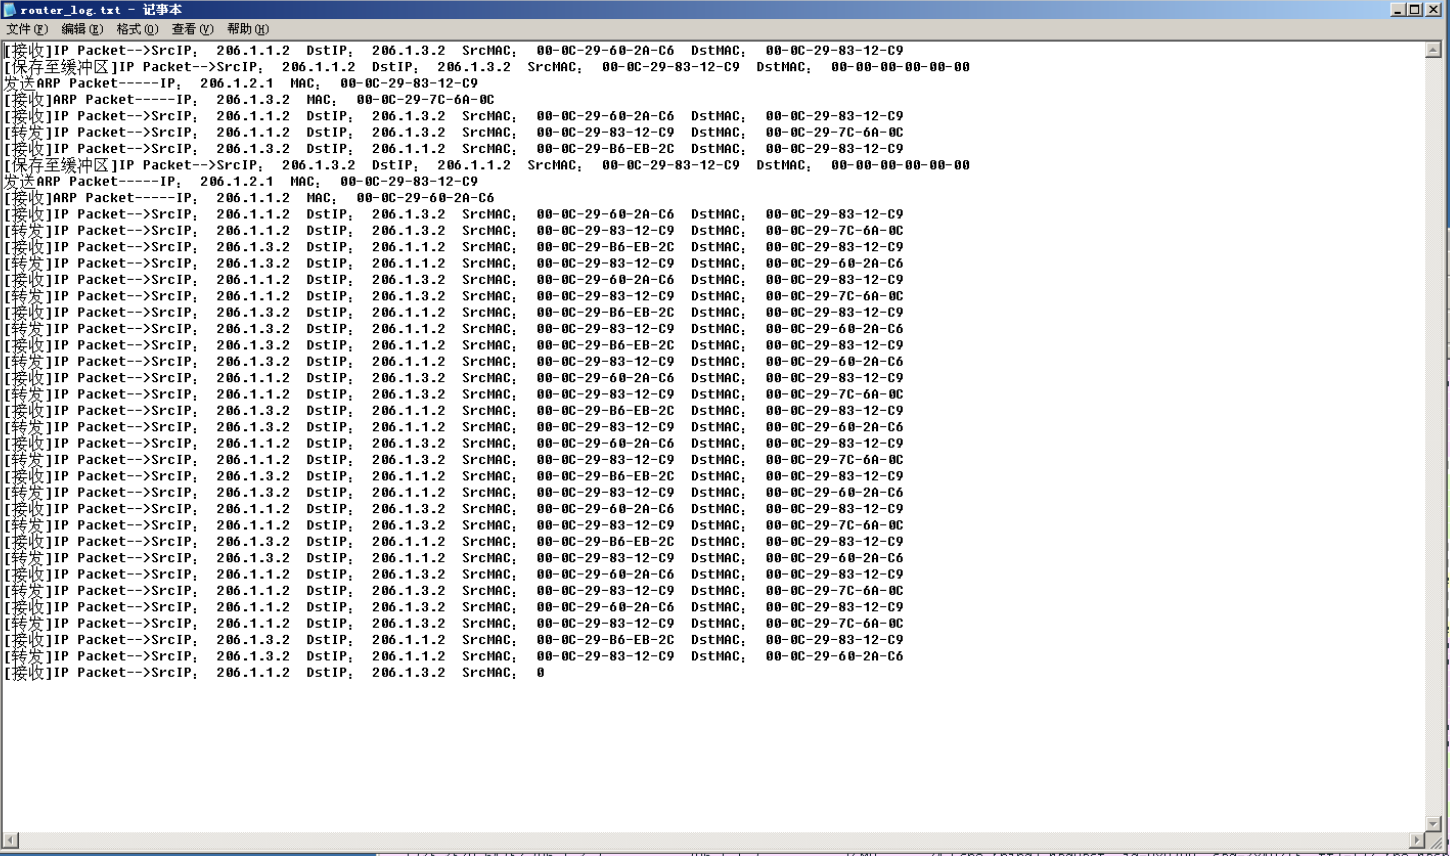 router_log.txt - 记事本
文件(F) 编辑(E) 格式(O) 查看(V) 帮助(H)
[接收]IP Packet-->SrcIP: 206.1.1.2 DstIP: 206.1.3.2 SrcMAC: 00-0C-29-60-2A-C6 DstMAC: 00-0C-29-83-12-C9
[保存至缓冲区]IP Packet-->SrcIP: 206.1.1.2 DstIP: 206.1.3.2 SrcMAC: 00-0C-29-83-12-C9 DstMAC: 00-00-00-00-00-00
发送ARP Packet-----IP: 206.1.2.1 MAC: 00-0C-29-83-12-C9
[接收]ARP Packet-----IP: 206.1.3.2 MAC: 00-0C-29-7C-6A-0C
[接收]IP Packet-->SrcIP: 206.1.1.2 DstIP: 206.1.3.2 SrcMAC: 00-0C-29-60-2A-C6 DstMAC: 00-0C-29-83-12-C9
[转发]IP Packet-->SrcIP: 206.1.1.2 DstIP: 206.1.3.2 SrcMAC: 00-0C-29-83-12-C9 DstMAC: 00-0C-29-7C-6A-0C
[接收]IP Packet-->SrcIP: 206.1.3.2 DstIP: 206.1.1.2 SrcMAC: 00-0C-29-B6-EB-2C DstMAC: 00-0C-29-83-12-C9
[保存至缓冲区]IP Packet-->SrcIP: 206.1.3.2 DstIP: 206.1.1.2 SrcMAC: 00-0C-29-83-12-C9 DstMAC: 00-00-00-00-00-00
发送ARP Packet-----IP: 206.1.2.1 MAC: 00-0C-29-83-12-C9
[接收]ARP Packet-----IP: 206.1.1.2 MAC: 00-0C-29-60-2A-C6
[接收]IP Packet-->SrcIP: 206.1.1.2 DstIP: 206.1.3.2 SrcMAC: 00-0C-29-60-2A-C6 DstMAC: 00-0C-29-83-12-C9
[转发]IP Packet-->SrcIP: 206.1.1.2 DstIP: 206.1.3.2 SrcMAC: 00-0C-29-83-12-C9 DstMAC: 00-0C-29-7C-6A-0C
[接收]IP Packet-->SrcIP: 206.1.3.2 DstIP: 206.1.1.2 SrcMAC: 00-0C-29-B6-EB-2C DstMAC: 00-0C-29-83-12-C9
[转发]IP Packet-->SrcIP: 206.1.3.2 DstIP: 206.1.1.2 SrcMAC: 00-0C-29-83-12-C9 DstMAC: 00-0C-29-60-2A-C6
[接收]IP Packet-->SrcIP: 206.1.1.2 DstIP: 206.1.3.2 SrcMAC: 00-0C-29-60-2A-C6 DstMAC: 00-0C-29-83-12-C9
[转发]IP Packet-->SrcIP: 206.1.1.2 DstIP: 206.1.3.2 SrcMAC: 00-0C-29-83-12-C9 DstMAC: 00-0C-29-7C-6A-0C
[接收]IP Packet-->SrcIP: 206.1.3.2 DstIP: 206.1.1.2 SrcMAC: 00-0C-29-B6-EB-2C DstMAC: 00-0C-29-83-12-C9
[转发]IP Packet-->SrcIP: 206.1.3.2 DstIP: 206.1.1.2 SrcMAC: 00-0C-29-83-12-C9 DstMAC: 00-0C-29-60-2A-C6
[接收]IP Packet-->SrcIP: 206.1.3.2 DstIP: 206.1.1.2 SrcMAC: 00-0C-29-B6-EB-2C DstMAC: 00-0C-29-83-12-C9
[转发]IP Packet-->SrcIP: 206.1.3.2 DstIP: 206.1.1.2 SrcMAC: 00-0C-29-83-12-C9 DstMAC: 00-0C-29-60-2A-C6
[接收]IP Packet-->SrcIP: 206.1.1.2 DstIP: 206.1.3.2 SrcMAC: 00-0C-29-60-2A-C6 DstMAC: 00-0C-29-83-12-C9
[转发]IP Packet-->SrcIP: 206.1.1.2 DstIP: 206.1.3.2 SrcMAC: 00-0C-29-83-12-C9 DstMAC: 00-0C-29-7C-6A-0C
[接收]IP Packet-->SrcIP: 206.1.3.2 DstIP: 206.1.1.2 SrcMAC: 00-0C-29-B6-EB-2C DstMAC: 00-0C-29-83-12-C9
[转发]IP Packet-->SrcIP: 206.1.3.2 DstIP: 206.1.1.2 SrcMAC: 00-0C-29-83-12-C9 DstMAC: 00-0C-29-60-2A-C6
[接收]IP Packet-->SrcIP: 206.1.1.2 DstIP: 206.1.3.2 SrcMAC: 00-0C-29-60-2A-C6 DstMAC: 00-0C-29-83-12-C9
[转发]IP Packet-->SrcIP: 206.1.1.2 DstIP: 206.1.3.2 SrcMAC: 00-0C-29-83-12-C9 DstMAC: 00-0C-29-7C-6A-0C
[接收]IP Packet-->SrcIP: 206.1.3.2 DstIP: 206.1.1.2 SrcMAC: 00-0C-29-B6-EB-2C DstMAC: 00-0C-29-83-12-C9
[转发]IP Packet-->SrcIP: 206.1.3.2 DstIP: 206.1.1.2 SrcMAC: 00-0C-29-83-12-C9 DstMAC: 00-0C-29-60-2A-C6
[接收]IP Packet-->SrcIP: 206.1.1.2 DstIP: 206.1.3.2 SrcMAC: 00-0C-29-60-2A-C6 DstMAC: 00-0C-29-83-12-C9
[转发]IP Packet-->SrcIP: 206.1.1.2 DstIP: 206.1.3.2 SrcMAC: 00-0C-29-83-12-C9 DstMAC: 00-0C-29-7C-6A-0C
[接收]IP Packet-->SrcIP: 206.1.3.2 DstIP: 206.1.1.2 SrcMAC: 00-0C-29-B6-EB-2C DstMAC: 00-0C-29-83-12-C9
[转发]IP Packet-->SrcIP: 206.1.3.2 DstIP: 206.1.1.2 SrcMAC: 00-0C-29-83-12-C9 DstMAC: 00-0C-29-60-2A-C6
[接收]IP Packet-->SrcIP: 206.1.1.2 DstIP: 206.1.3.2 SrcMAC: 00-0C-29-60-2A-C6 DstMAC: 00-0C-29-83-12-C9
[转发]IP Packet-->SrcIP: 206.1.1.2 DstIP: 206.1.3.2 SrcMAC: 00-0C-29-83-12-C9 DstMAC: 00-0C-29-7C-6A-0C
[接收]IP Packet-->SrcIP: 206.1.1.2 DstIP: 206.1.3.2 SrcMAC: 00-0C-29-60-2A-C6 DstMAC: 00-0C-29-83-12-C9
[转发]IP Packet-->SrcIP: 206.1.1.2 DstIP: 206.1.3.2 SrcMAC: 00-0C-29-83-12-C9 DstMAC: 00-0C-29-7C-6A-0C
[接收]IP Packet-->SrcIP: 206.1.3.2 DstIP: 206.1.1.2 SrcMAC: 00-0C-29-B6-EB-2C DstMAC: 00-0C-29-83-12-C9
[转发]IP Packet-->SrcIP: 206.1.3.2 DstIP: 206.1.1.2 SrcMAC: 00-0C-29-83-12-C9 DstMAC: 00-0C-29-60-2A-C6
[接收]IP Packet-->SrcIP: 206.1.1.2 DstIP: 206.1.3.2 SrcMAC: 0